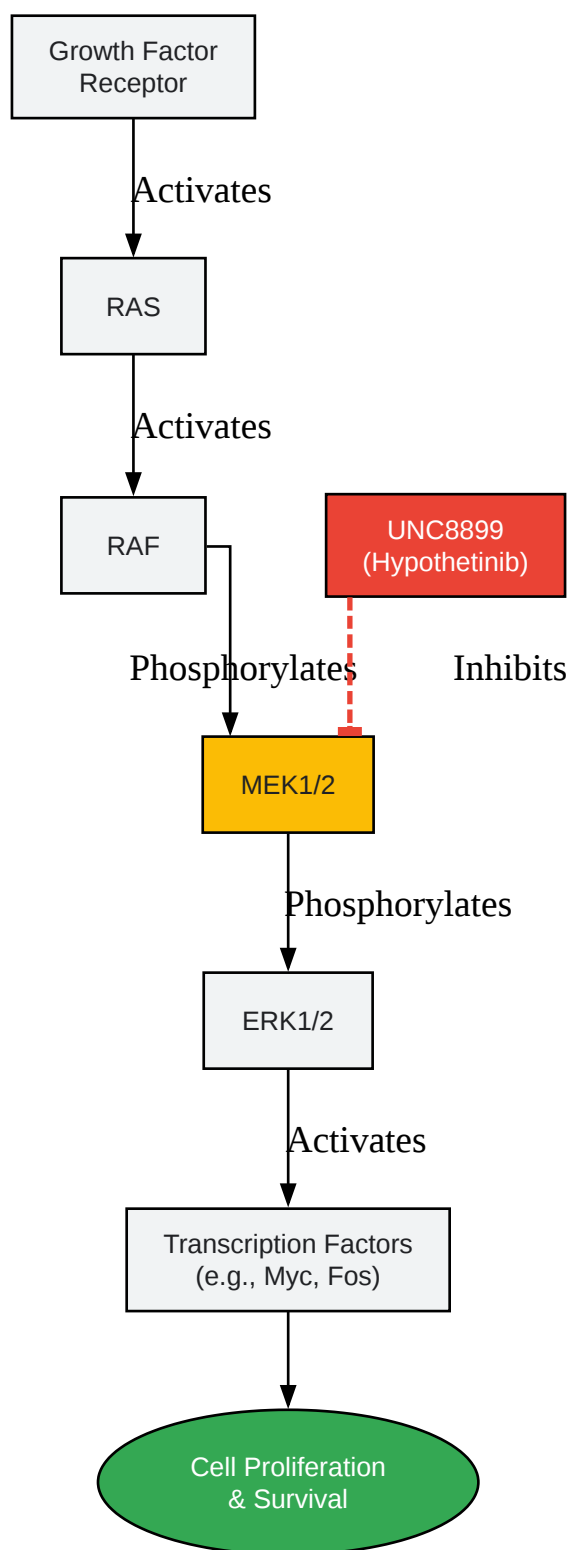 Growth Factor
Receptor
Activates
RAS
Activates
RAF
UNC8899
(Hypothetinib)
Phosphorylates
Inhibits
MEK1/2
Phosphorylates
ERK1/2
Activates
Transcription Factors
(e.g., Myc, Fos)
Cell Proliferation
& Survival